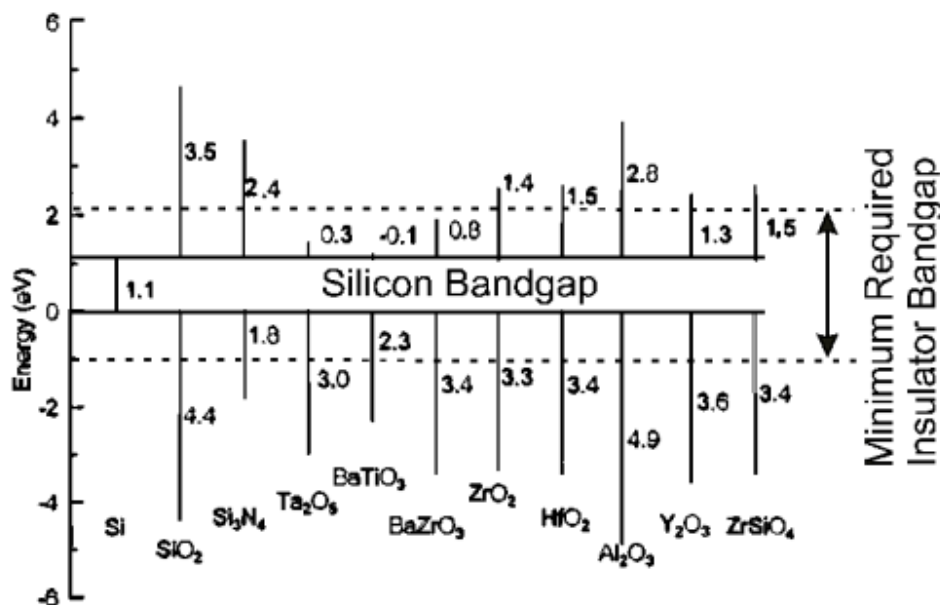 6
4
2
0
-2
-4
-6
Energy (eV)
3.5
2.4
0.3
-0.1
0.8
1.4
1.5
2.8
1.3
1.5
1.1
Silicon Bandgap
4.4
1.8
3.0
2.3
3.4
3.3
3.4
4.9
3.6
3.4
Si
SiO₂
Si₃N₄
Ta₂O₅
BaTiO₃
BaZrO₃
ZrO₂
HfO₂
Al₂O₃
Y₂O₃
ZrSiO₄
Minimum Required
Insulator Bandgap